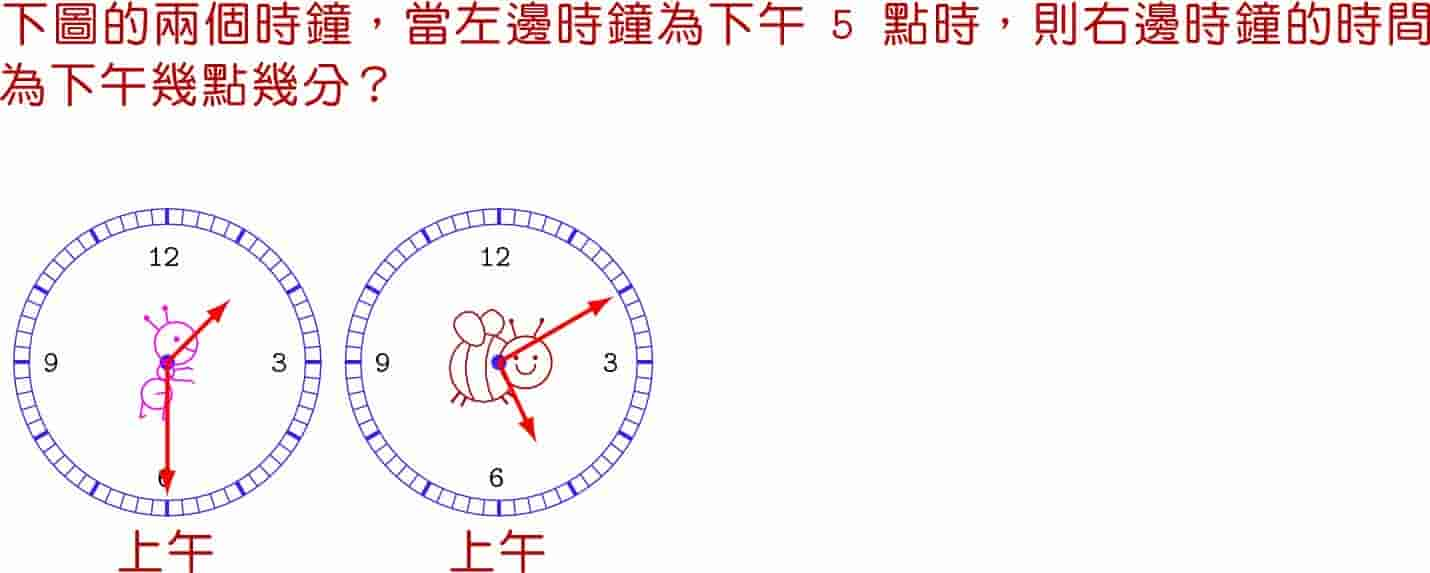 下圖的兩個時鐘，當左邊時鐘為下午 5 點時，則右邊時鐘的時間
為下午幾點幾分？
12 12
9 3 9 3
6 6
上午 上午